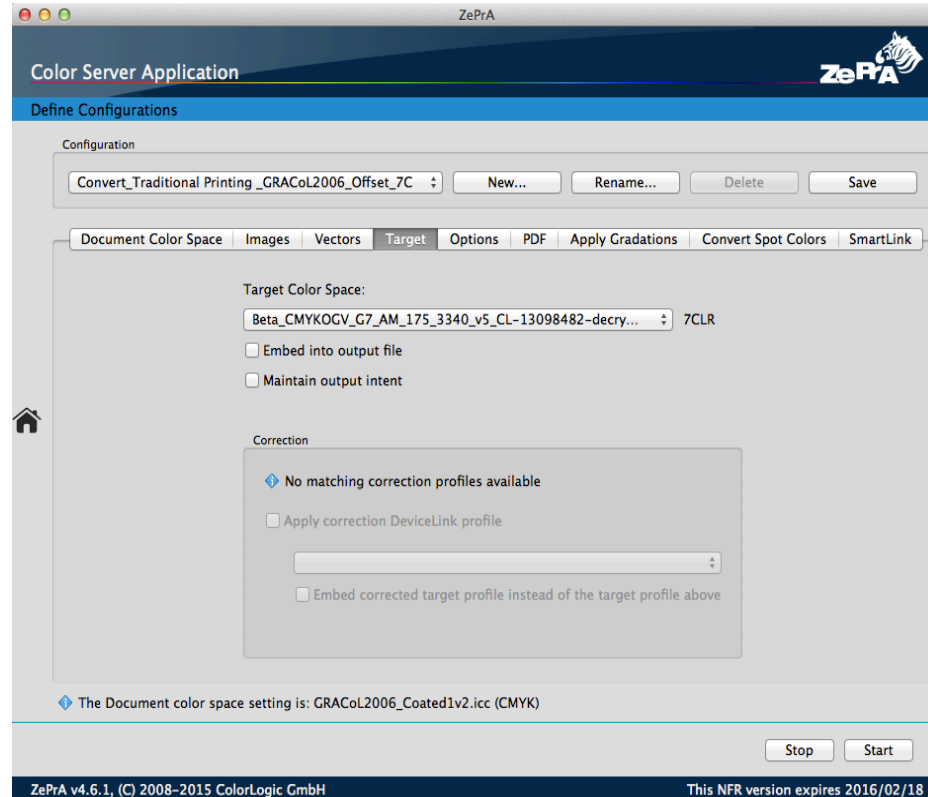 ZePrA
Color Server Application
ZePrA
Define Configurations
Configuration
Convert_Traditional Printing _GRACoL2006_Offset_7C
New...
Rename...
Delete
Save
Document Color Space
Images
Vectors
Target
Options
PDF
Apply Gradations
Convert Spot Colors
SmartLink
Target Color Space:
Beta_CMYKOGV_G7_AM_175_3340_v5_CL-13098482-decry...
7CLR
Embed into output file
Maintain output intent
Correction
No matching correction profiles available
Apply correction DeviceLink profile
Embed corrected target profile instead of the target profile above
The Document color space setting is: GRACoL2006_Coated1v2.icc (CMYK)
Stop
Start
ZePrA v4.6.1, (C) 2008-2015 ColorLogic GmbH
This NFR version expires 2016/02/18